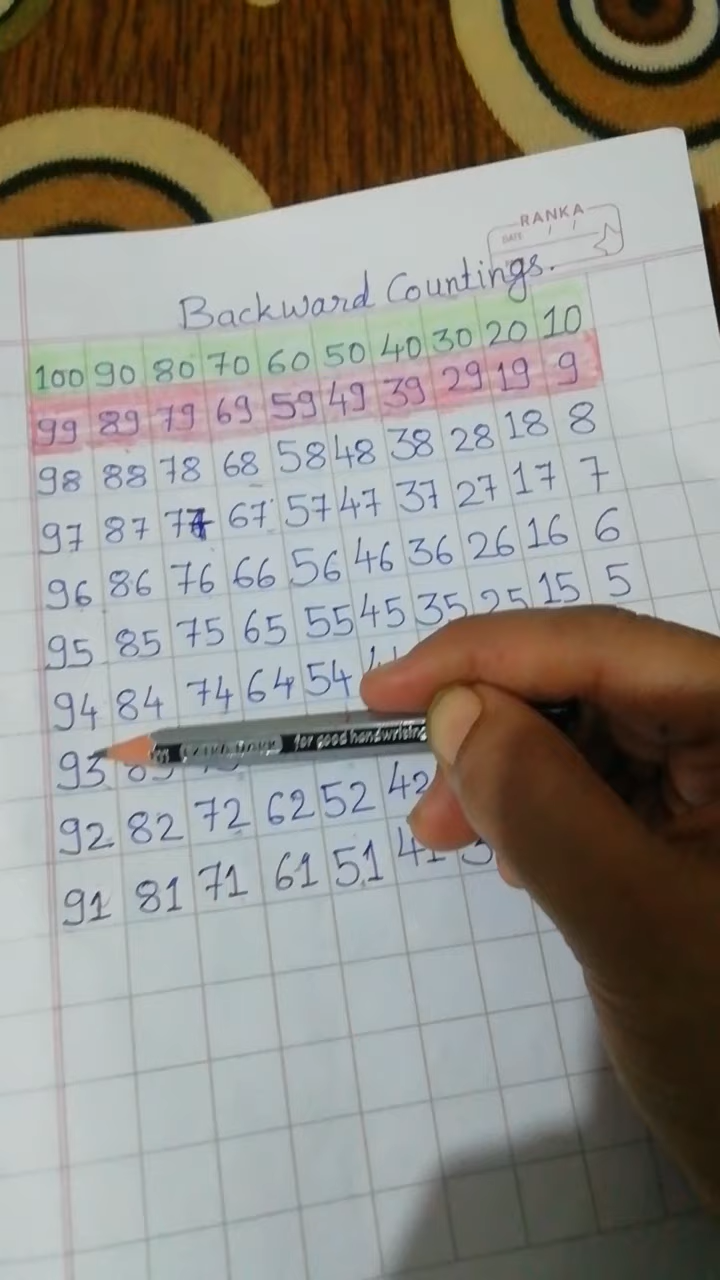 RANKA
DATE / /
Backward Countings.
100 90 80 70 60 50 40 30 20 10
99 89 79 69 59 49 39 29 19 9
98 88 78 68 58 48 38 28 18 8
97 87 77 67 57 47 37 27 17 7
96 86 76 66 56 46 36 26 16 6
95 85 75 65 55 45 35 25 15 5
94 84 74 64 54
93
for good handwriting
92 82 72 62 52 42
91 81 71 61 51 41